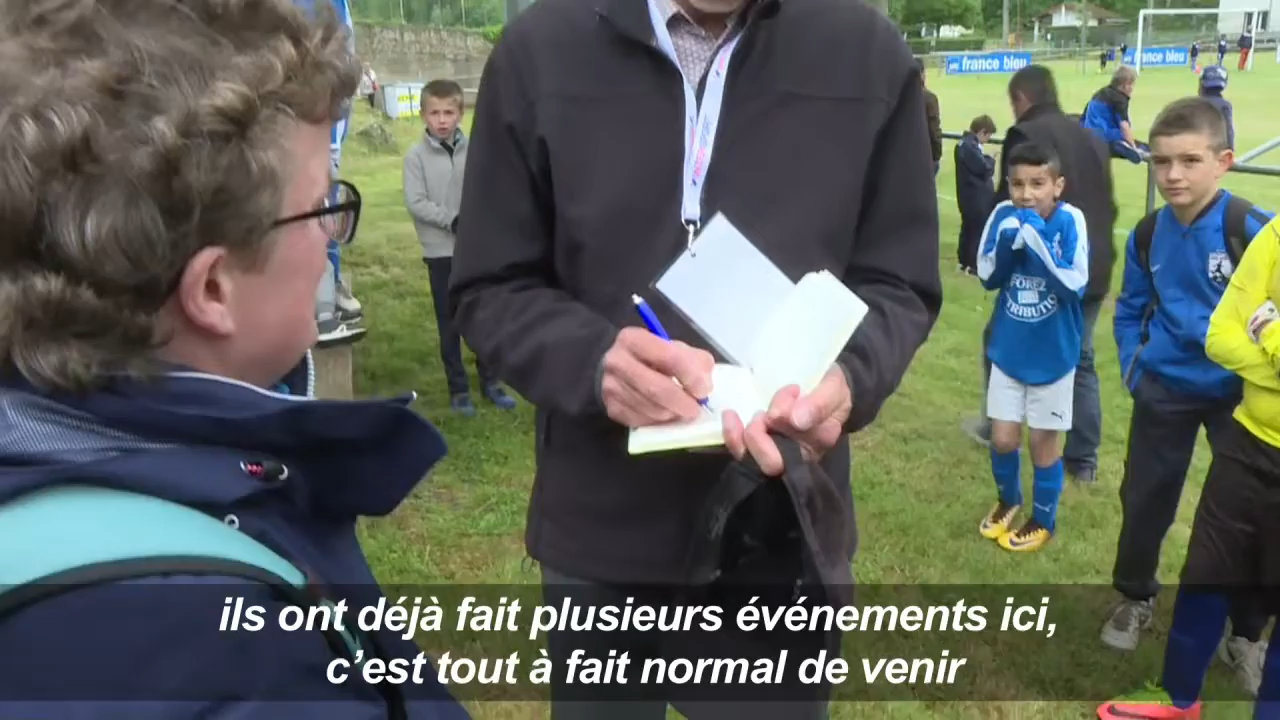 france bleu
france bleu
FOREZ
ils ont déjà fait plusieurs événements ici,
c'est tout à fait normal de venir